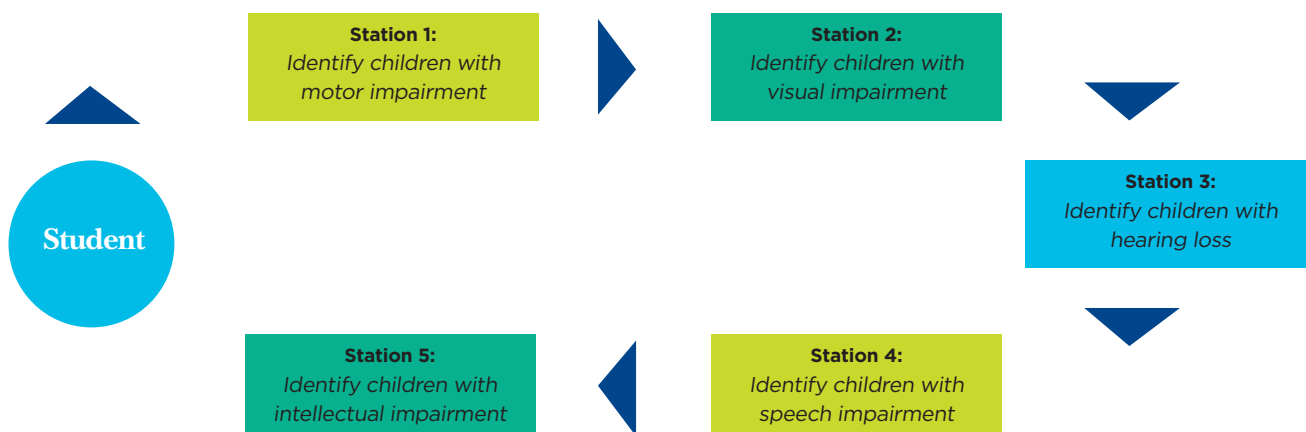 Station 1:
Identify children with
motor impairment
Station 2:
Identify children with
visual impairment
Station 3:
Identify children with
hearing loss
Student
Station 5:
Identify children with
intellectual impairment
Station 4:
Identify children with
speech impairment